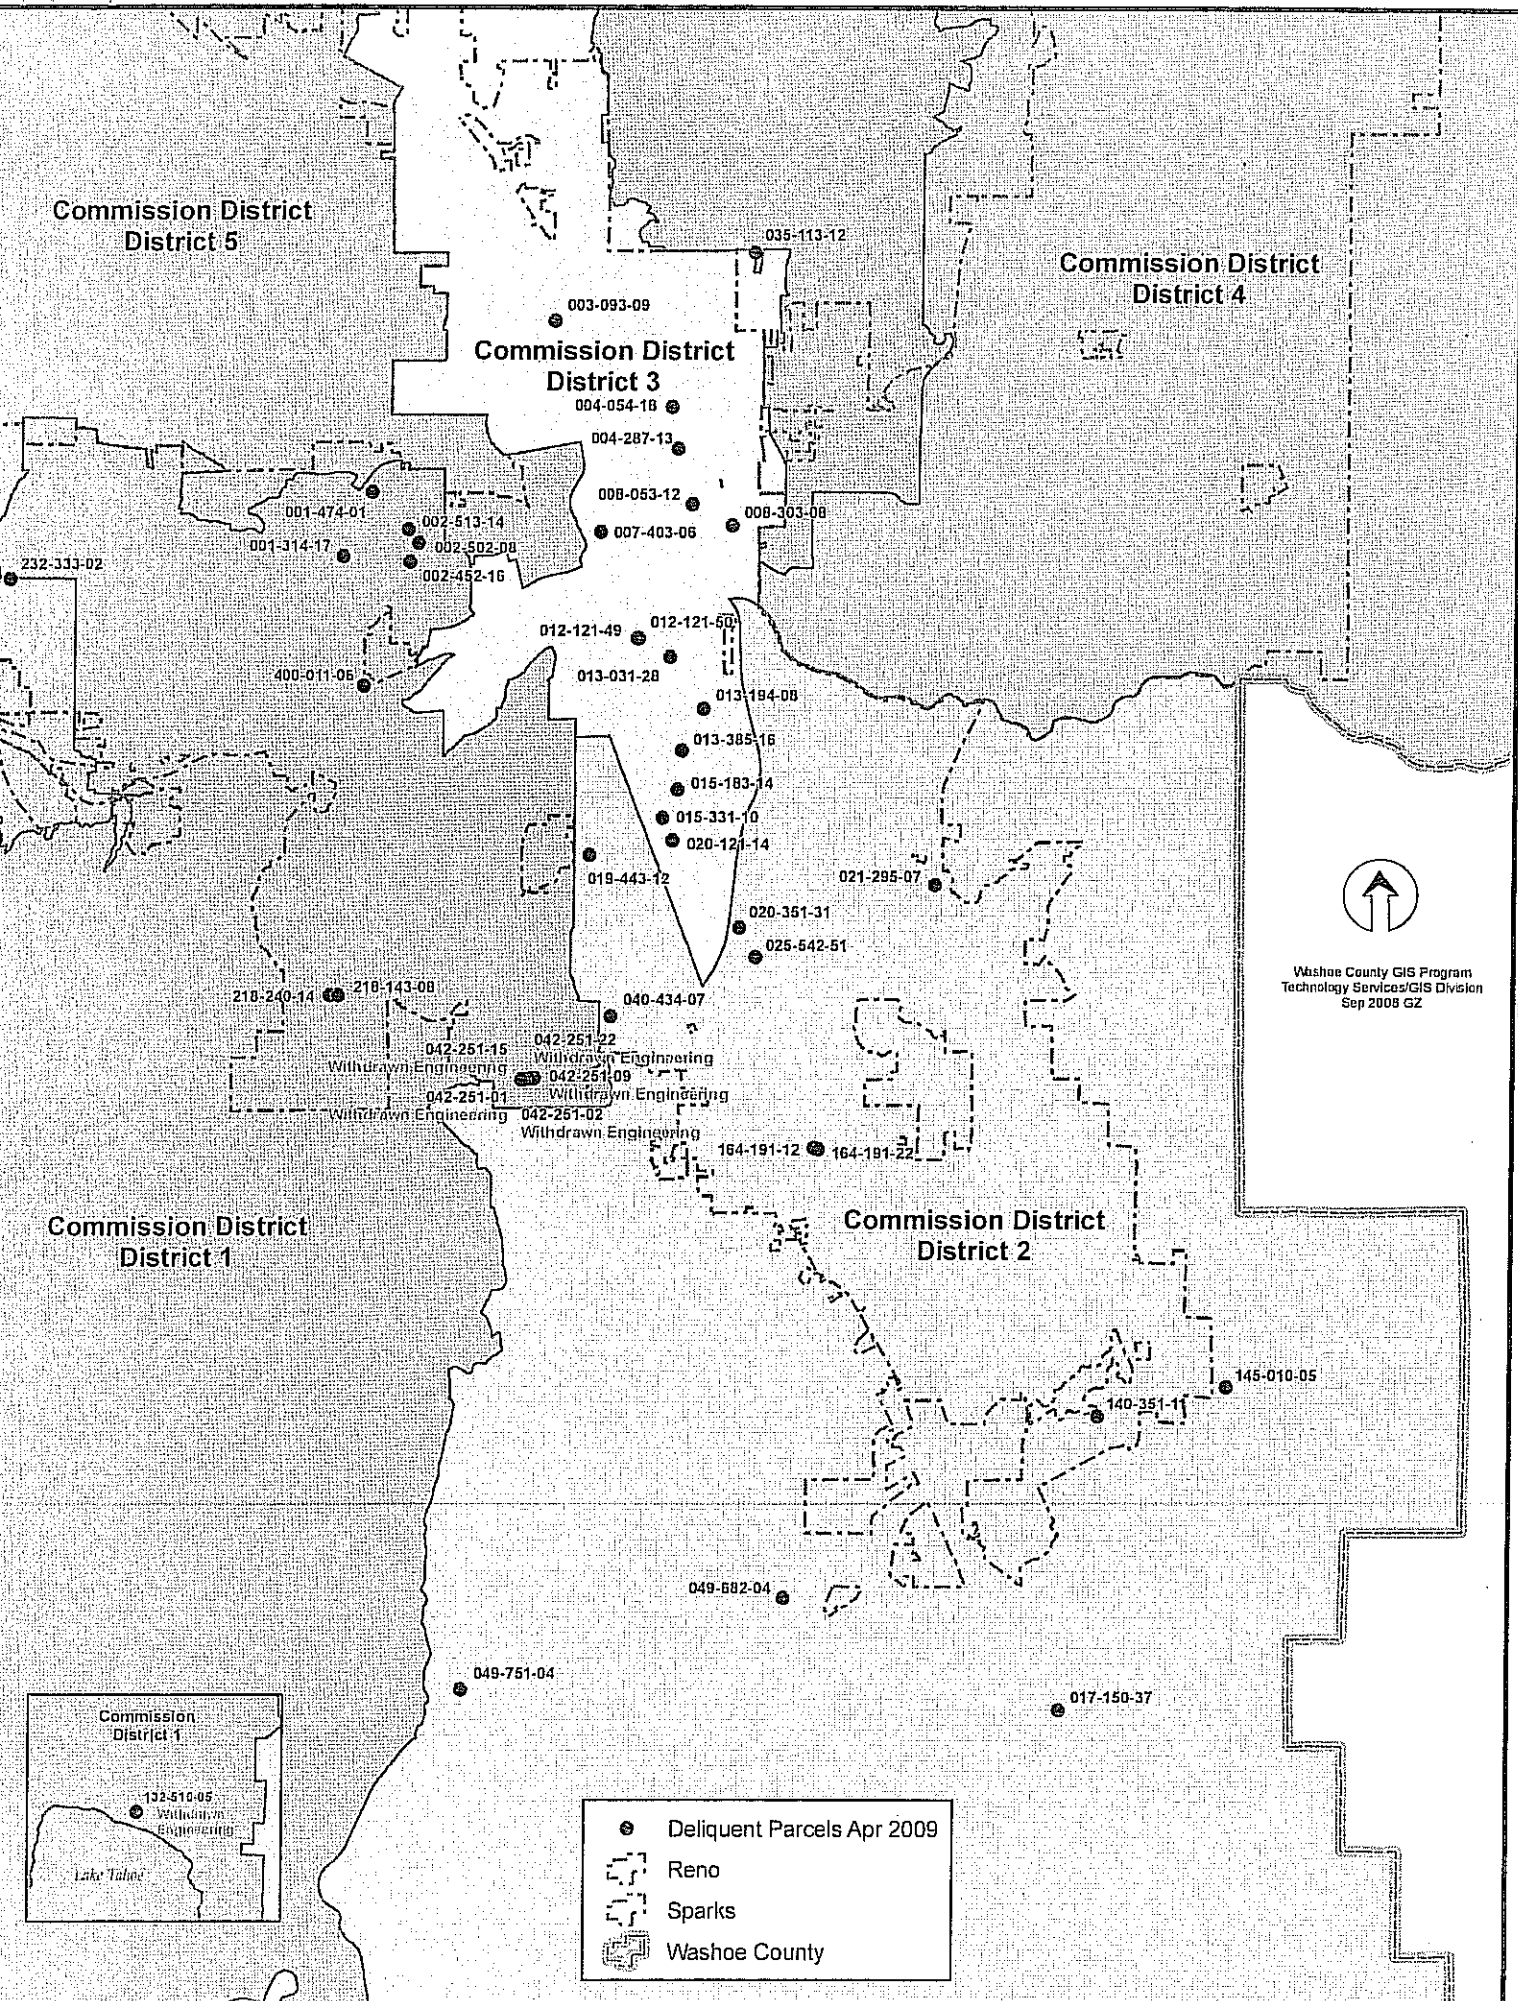 Commission District
District 5
035-113-12
Commission District
District 4
003-093-09
Commission District
District 3
004-054-18
004-287-13
008-053-12
008-303-08
001-474-01
002-513-14
007-403-06
001-314-17
002-502-08
232-333-02
002-452-16
012-121-50
012-121-49
013-031-28
400-011-06
013-194-08
013-385-16
015-183-14
015-331-10
020-121-14
019-443-12
021-295-07
020-351-31
025-542-51
Washoe County GIS Program
Technology Services/GIS Division
Sep 2008 GZ
218-240-14
218-143-08
040-434-07
042-251-22
Withdrawn Engineering
042-251-15
Withdrawn Engineering
042-251-09
Withdrawn Engineering
042-251-01
Withdrawn Engineering
042-251-02
Withdrawn Engineering
164-191-12
164-191-22
Commission District
District 1
Commission District
District 2
145-010-05
140-351-11
049-682-04
049-751-04
017-150-37
Commission
District 1
132-510-05
Withdrawn
Engineering
Lake Tahoe
Deliquent Parcels Apr 2009
Reno
Sparks
Washoe County